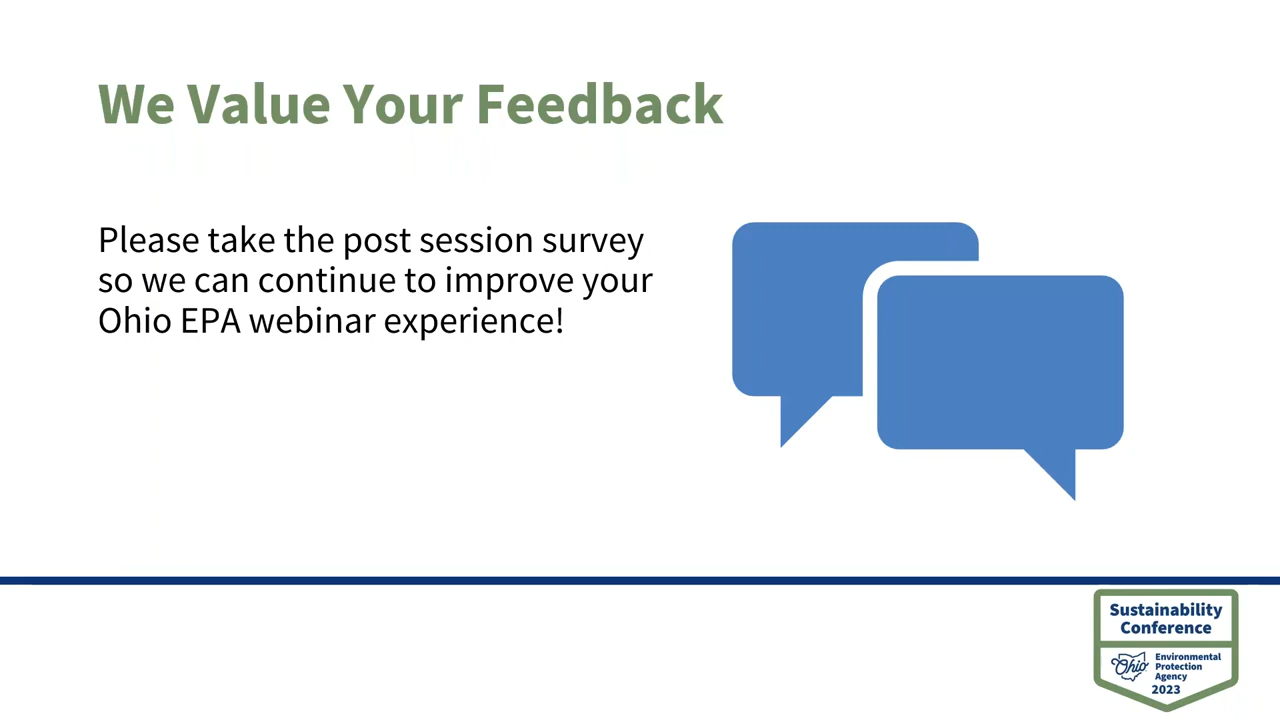 We Value Your Feedback
Please take the post session survey
so we can continue to improve your
Ohio EPA webinar experience!
Sustainability
Conference
Ohio
Environmental
Protection
Agency
2023